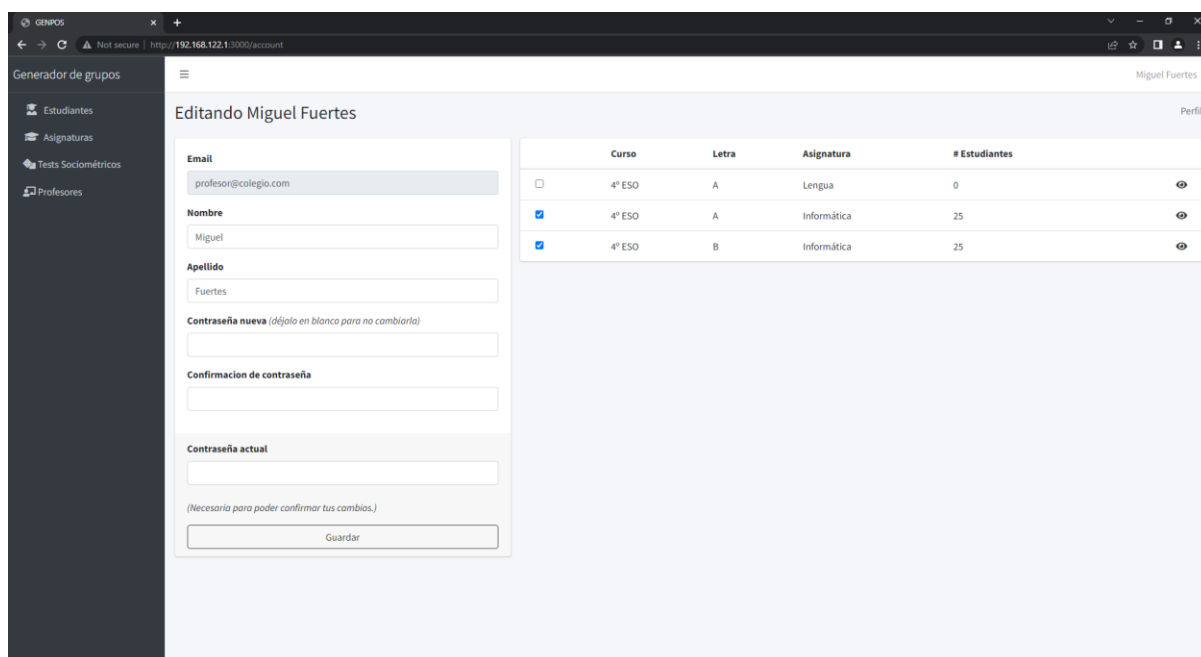 GENPOS
Not secure | http://192.168.122.1:3000/account
Generador de grupos
Miguel Fuertes
Estudiantes
Asignaturas
Tests Sociométricos
Profesores
Editando Miguel Fuertes
Perfil
Email
profesor@colegio.com
Nombre
Miguel
Apellido
Fuertes
Contraseña nueva (déjalo en blanco para no cambiarla)
Confirmacion de contraseña
Contraseña actual
(Necesaria para poder confirmar tus cambios.)
Guardar
Curso Letra Asignatura # Estudiantes
4º ESO A Lengua 0
4º ESO A Informática 25
4º ESO B Informática 25